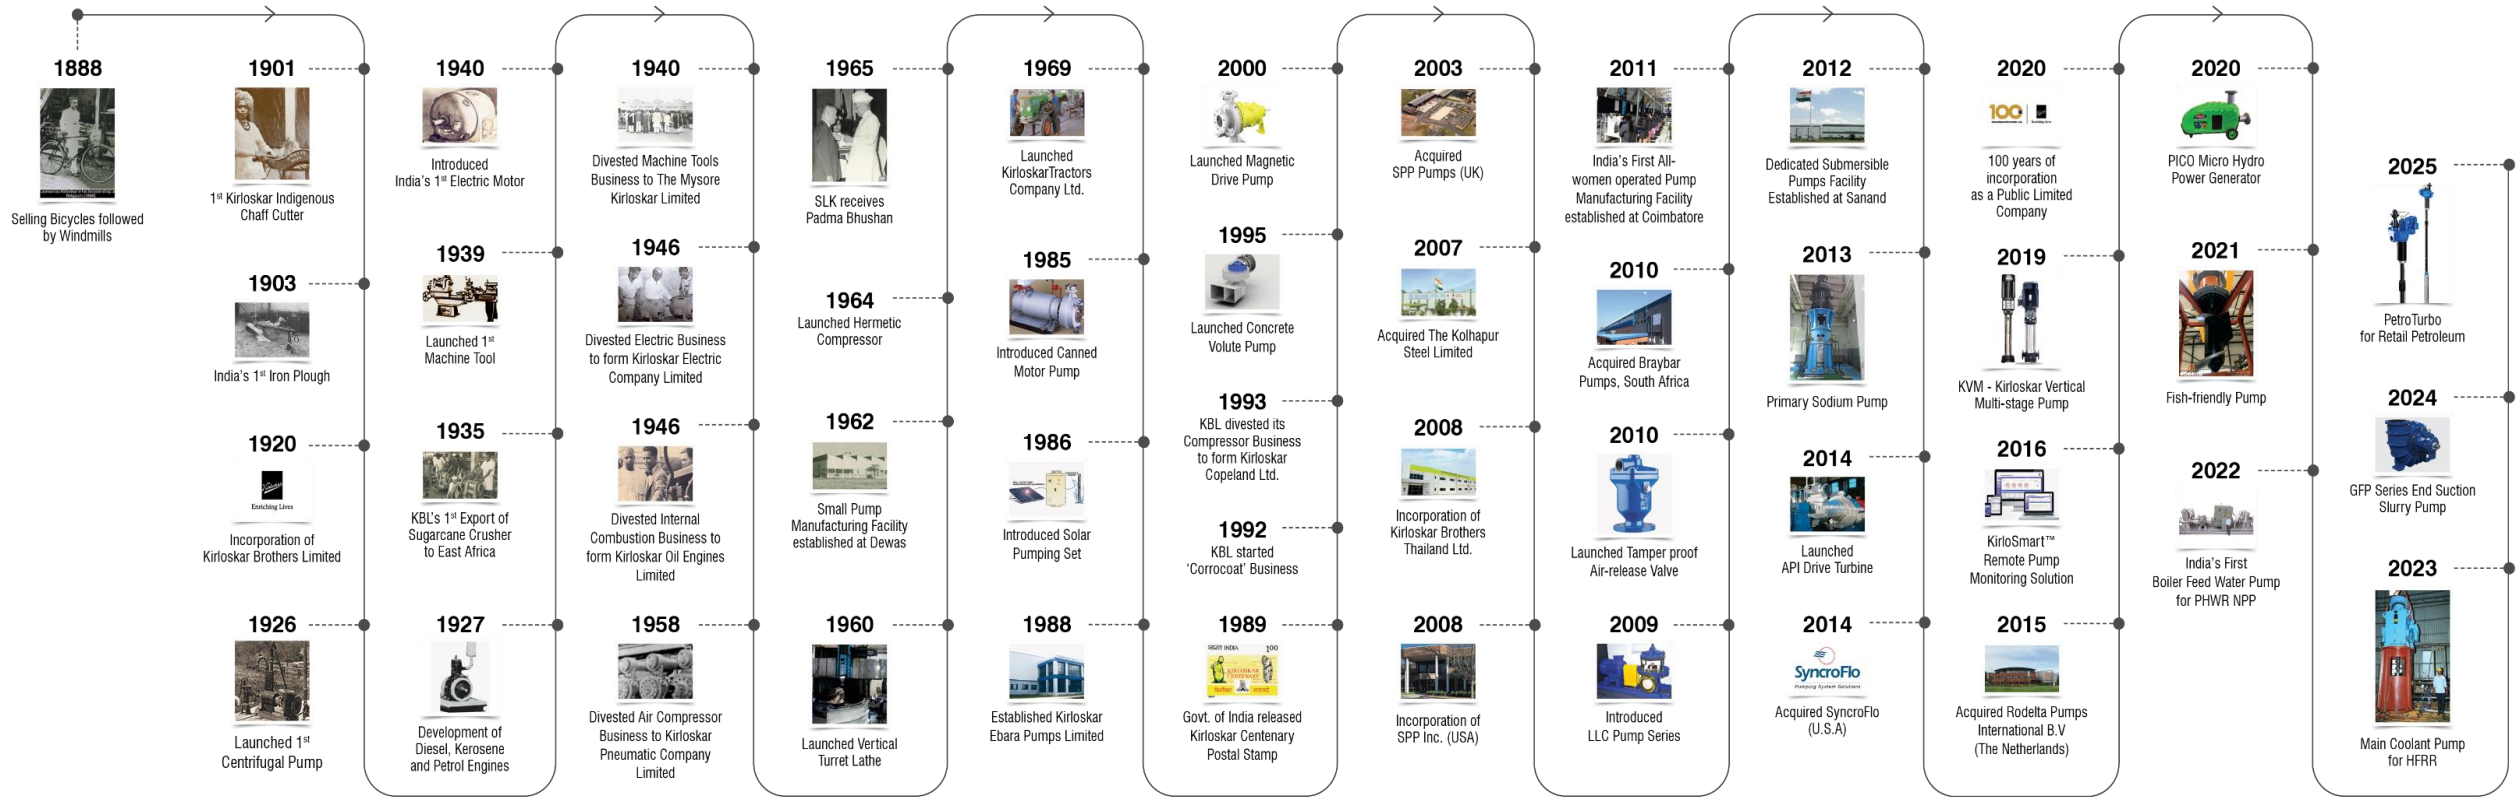 1888
Selling Bicycles followed
by Windmills
1901
1st Kirloskar Indigenous
Chaff Cutter
1903
India's 1st Iron Plough
1920
Enriching Lives
Incorporation of
Kirloskar Brothers Limited
1926
Launched 1st
Centrifugal Pump
1940
Introduced
India's 1st Electric Motor
1939
Launched 1st
Machine Tool
1935
KBL's 1st Export of
Sugarcane Crusher
to East Africa
1927
Development of
Diesel, Kerosene
and Petrol Engines
1940
Divested Machine Tools
Business to The Mysore
Kirloskar Limited
1946
Divested Electric Business
to form Kirloskar Electric
Company Limited
1946
Divested Internal
Combustion Business to
form Kirloskar Oil Engines
Limited
1958
Divested Air Compressor
Business to Kirloskar
Pneumatic Company
Limited
1965
SLK receives
Padma Bhushan
1964
Launched Hermetic
Compressor
1962
Small Pump
Manufacturing Facility
established at Dewas
1960
Launched Vertical
Turret Lathe
1969
Launched
KirloskarTractors
Company Ltd.
1985
Introduced Canned
Motor Pump
1986
Introduced Solar
Pumping Set
1988
Established Kirloskar
Ebara Pumps Limited
2000
Launched Magnetic
Drive Pump
1995
Launched Concrete
Volute Pump
1993
KBL divested its
Compressor Business
to form Kirloskar
Copeland Ltd.
1992
KBL started
‘Corrocoat’ Business
1989
भारत INDIA 100
KIRLOSKAR
CENTENARY
Govt. of India released
Kirloskar Centenary
Postal Stamp
2003
Acquired
SPP Pumps (UK)
2007
Acquired The Kolhapur
Steel Limited
2008
Incorporation of
Kirloskar Brothers
Thailand Ltd.
2008
Incorporation of
SPP Inc. (USA)
2011
India's First All-
women operated Pump
Manufacturing Facility
established at Coimbatore
2010
Acquired Braybar
Pumps, South Africa
2010
Launched Tamper proof
Air-release Valve
2009
Introduced
LLC Pump Series
2012
Dedicated Submersible
Pumps Facility
Established at Sanand
2013
Primary Sodium Pump
2014
Launched
API Drive Turbine
2014
SyncroFlo
Pumping System Solutions
Acquired SyncroFlo
(U.S.A)
2020
100
100 years of
incorporation
as a Public Limited
Company
2019
KVM - Kirloskar Vertical
Multi-stage Pump
2016
KirloSmart™
Remote Pump
Monitoring Solution
2015
Acquired Rodelta Pumps
International B.V
(The Netherlands)
2020
PICO Micro Hydro
Power Generator
2021
Fish-friendly Pump
2022
India's First
Boiler Feed Water Pump
for PHWR NPP
2025
PetroTurbo
for Retail Petroleum
2024
GFP Series End Suction
Slurry Pump
2023
Main Coolant Pump
for HFRR